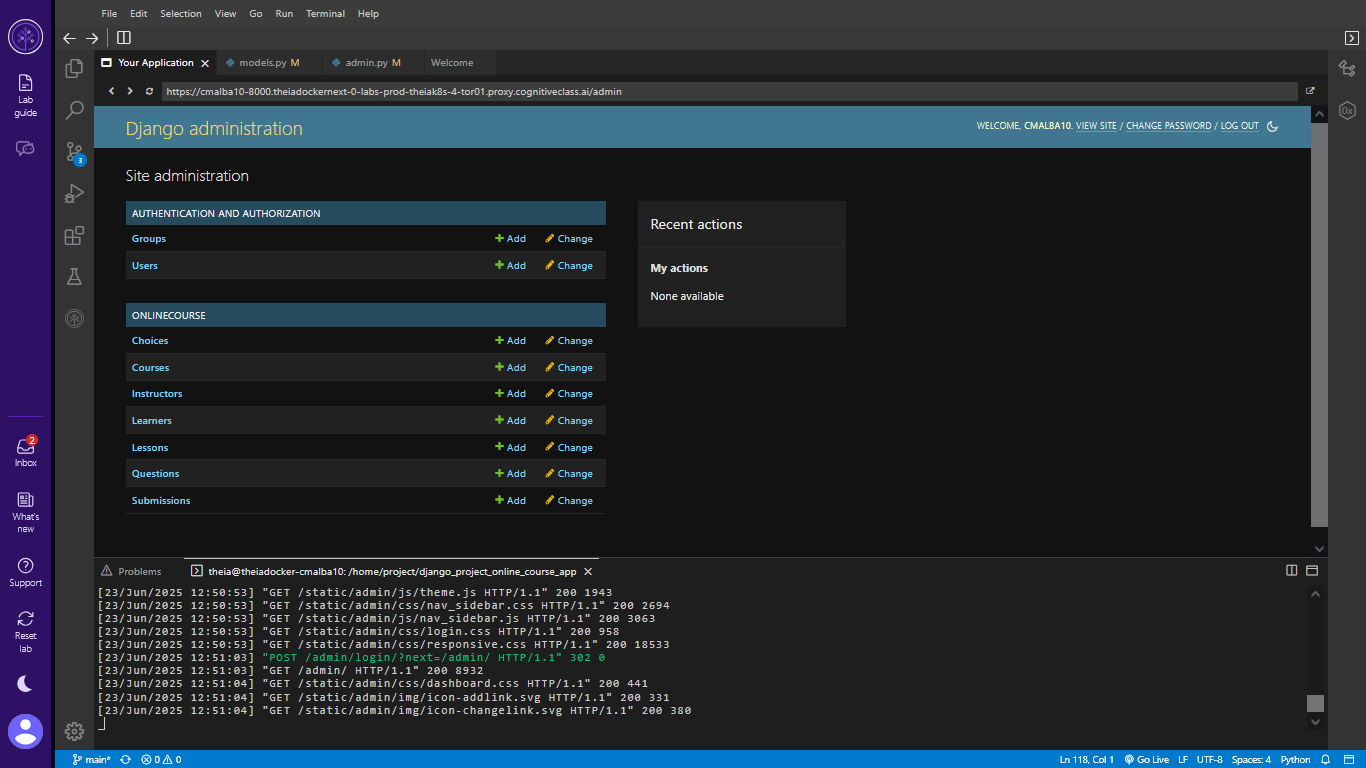 File Edit Selection View Go Run Terminal Help
Your Application models.py M admin.py M Welcome
https://cmalba10-8000.theiadockernext-0-labs-prod-theiak8s-4-tor01.proxy.cognitiveclass.ai/admin
Lab guide
3
2
Inbox
What's new
Support
Reset lab
0x
Django administration
WELCOME, CMALBA10. VIEW SITE / CHANGE PASSWORD / LOG OUT
Site administration
AUTHENTICATION AND AUTHORIZATION
Groups Add Change
Users Add Change
ONLINECOURSE
Choices Add Change
Courses Add Change
Instructors Add Change
Learners Add Change
Lessons Add Change
Questions Add Change
Submissions Add Change
Recent actions
My actions
None available
Problems theia@theiadocker-cmalba10: /home/project/django_project_online_course_app
[23/Jun/2025 12:50:53] "GET /static/admin/js/theme.js HTTP/1.1" 200 1943
[23/Jun/2025 12:50:53] "GET /static/admin/css/nav_sidebar.css HTTP/1.1" 200 2694
[23/Jun/2025 12:50:53] "GET /static/admin/js/nav_sidebar.js HTTP/1.1" 200 3063
[23/Jun/2025 12:50:53] "GET /static/admin/css/login.css HTTP/1.1" 200 958
[23/Jun/2025 12:50:53] "GET /static/admin/css/responsive.css HTTP/1.1" 200 18533
[23/Jun/2025 12:51:03] "POST /admin/login/?next=/admin/ HTTP/1.1" 302 0
[23/Jun/2025 12:51:03] "GET /admin/ HTTP/1.1" 200 8932
[23/Jun/2025 12:51:04] "GET /static/admin/css/dashboard.css HTTP/1.1" 200 441
[23/Jun/2025 12:51:04] "GET /static/admin/img/icon-addlink.svg HTTP/1.1" 200 331
[23/Jun/2025 12:51:04] "GET /static/admin/img/icon-changelink.svg HTTP/1.1" 200 380
main* 0 0 Ln 118, Col 1 Go Live LF UTF-8 Spaces: 4 Python